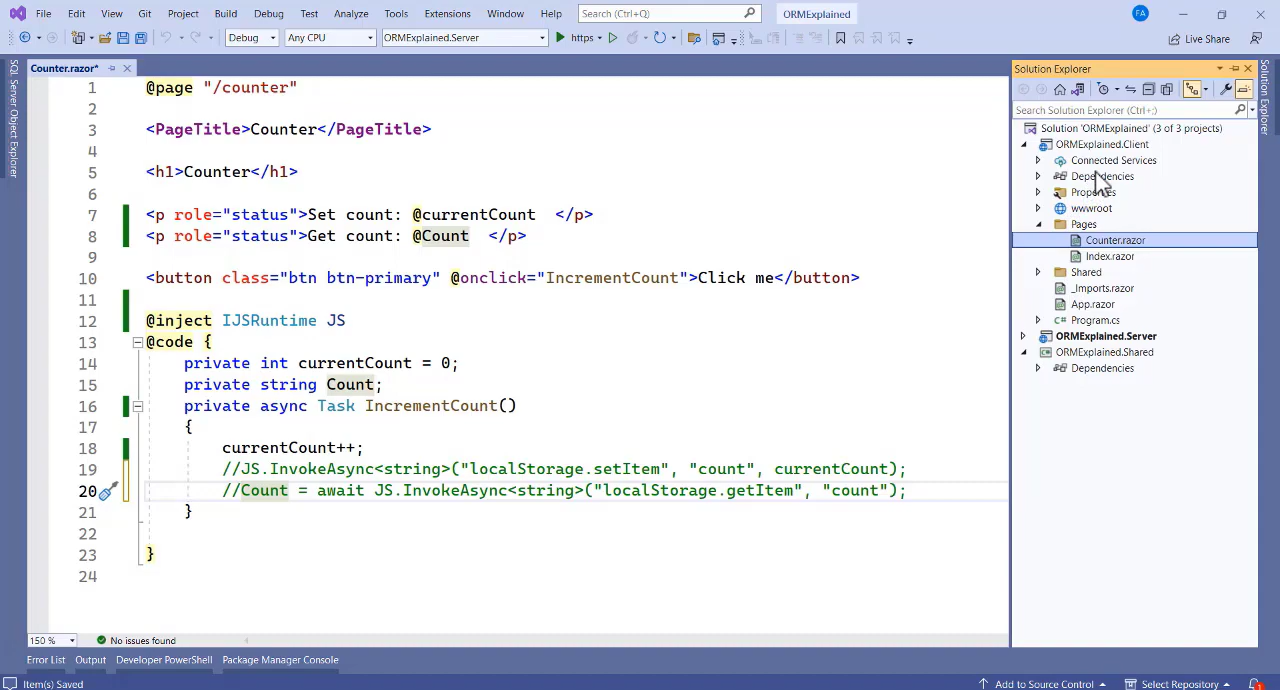 File Edit View Git Project Build Debug Test Analyze Tools Extensions Window Help Search (Ctrl+Q) ORMExplained FA
Debug Any CPU ORMExplained.Server https Live Share
Counter.razor*
SQL Server Object Explorer
1 @page "/counter"
2
3 <PageTitle>Counter</PageTitle>
4
5 <h1>Counter</h1>
6
7 <p role="status">Set count: @currentCount </p>
8 <p role="status">Get count: @Count </p>
9
10 <button class="btn btn-primary" @onclick="IncrementCount">Click me</button>
11
12 @inject IJSRuntime JS
13 @code {
14 private int currentCount = 0;
15 private string Count;
16 private async Task IncrementCount()
17 {
18 currentCount++;
19 //JS.InvokeAsync<string>("localStorage.setItem", "count", currentCount);
20 //Count = await JS.InvokeAsync<string>("localStorage.getItem", "count");
21 }
22
23 }
24
150 % No issues found
Solution Explorer
Search Solution Explorer (Ctrl+;)
Solution 'ORMExplained' (3 of 3 projects)
ORMExplained.Client
Connected Services
Dependencies
Properties
wwwroot
Pages
Counter.razor
Index.razor
Shared
_Imports.razor
App.razor
C# Program.cs
ORMExplained.Server
ORMExplained.Shared
Dependencies
Solution Explorer
Error List Output Developer PowerShell Package Manager Console
Item(s) Saved Add to Source Control Select Repository 1